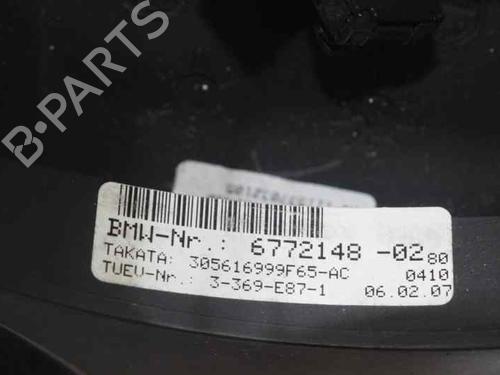 BMW-Nr.: 6772148 -02 80
TAKATA: 305616999F65-AC 0410
TUEV-Nr.: 3-369-E87-1 06.02.07
B-PARTS